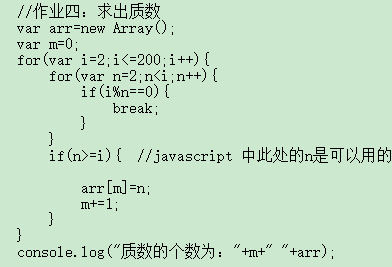 //作业四：求出质数
var arr=new Array();
var m=0;
for(var i=2;i<=200;i++){
for(var n=2;n<i;n++){
if(i%n==0){
break;
}
}
if(n>=i){ //javascript 中此处的n是可以用的
arr[m]=n;
m+=1;
}
}
console.log("质数的个数为："+m+" "+arr);